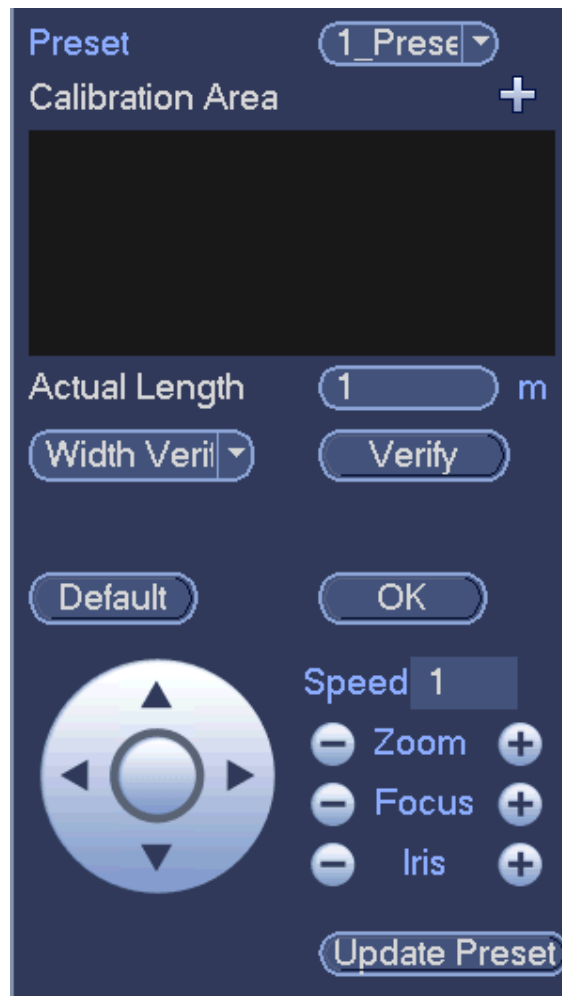 Preset 1_Prese
Calibration Area
Actual Length 1 m
Width Veri Verify
Default OK
Speed 1
Zoom
Focus
Iris
Update Preset